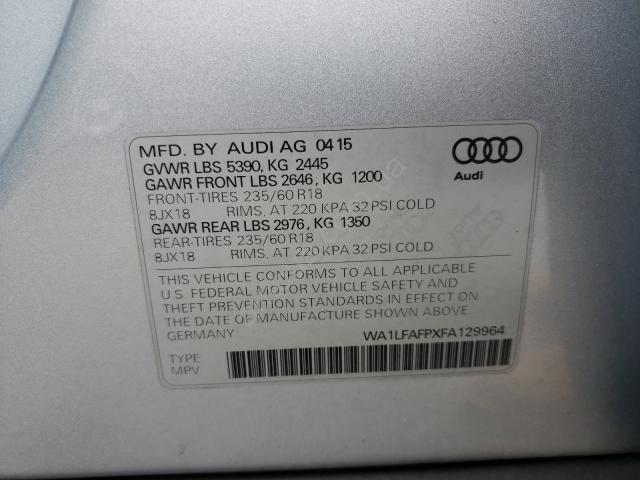 MFD. BY AUDI AG 04 15
GVWR LBS 5390, KG 2445
GAWR FRONT LBS 2646, KG 1200
FRONT-TIRES 235/60 R18
8JX18 RIMS, AT 220 KPA 32 PSI COLD
GAWR REAR LBS 2976, KG 1350
REAR-TIRES 235/60 R18
8JX18 RIMS, AT 220 KPA 32 PSI COLD
Audi
THIS VEHICLE CONFORMS TO ALL APPLICABLE
U.S. FEDERAL MOTOR VEHICLE SAFETY AND
THEFT PREVENTION STANDARDS IN EFFECT ON
THE DATE OF MANUFACTURE SHOWN ABOVE.
GERMANY WA1LFAFPXFA129964
TYPE
MPV